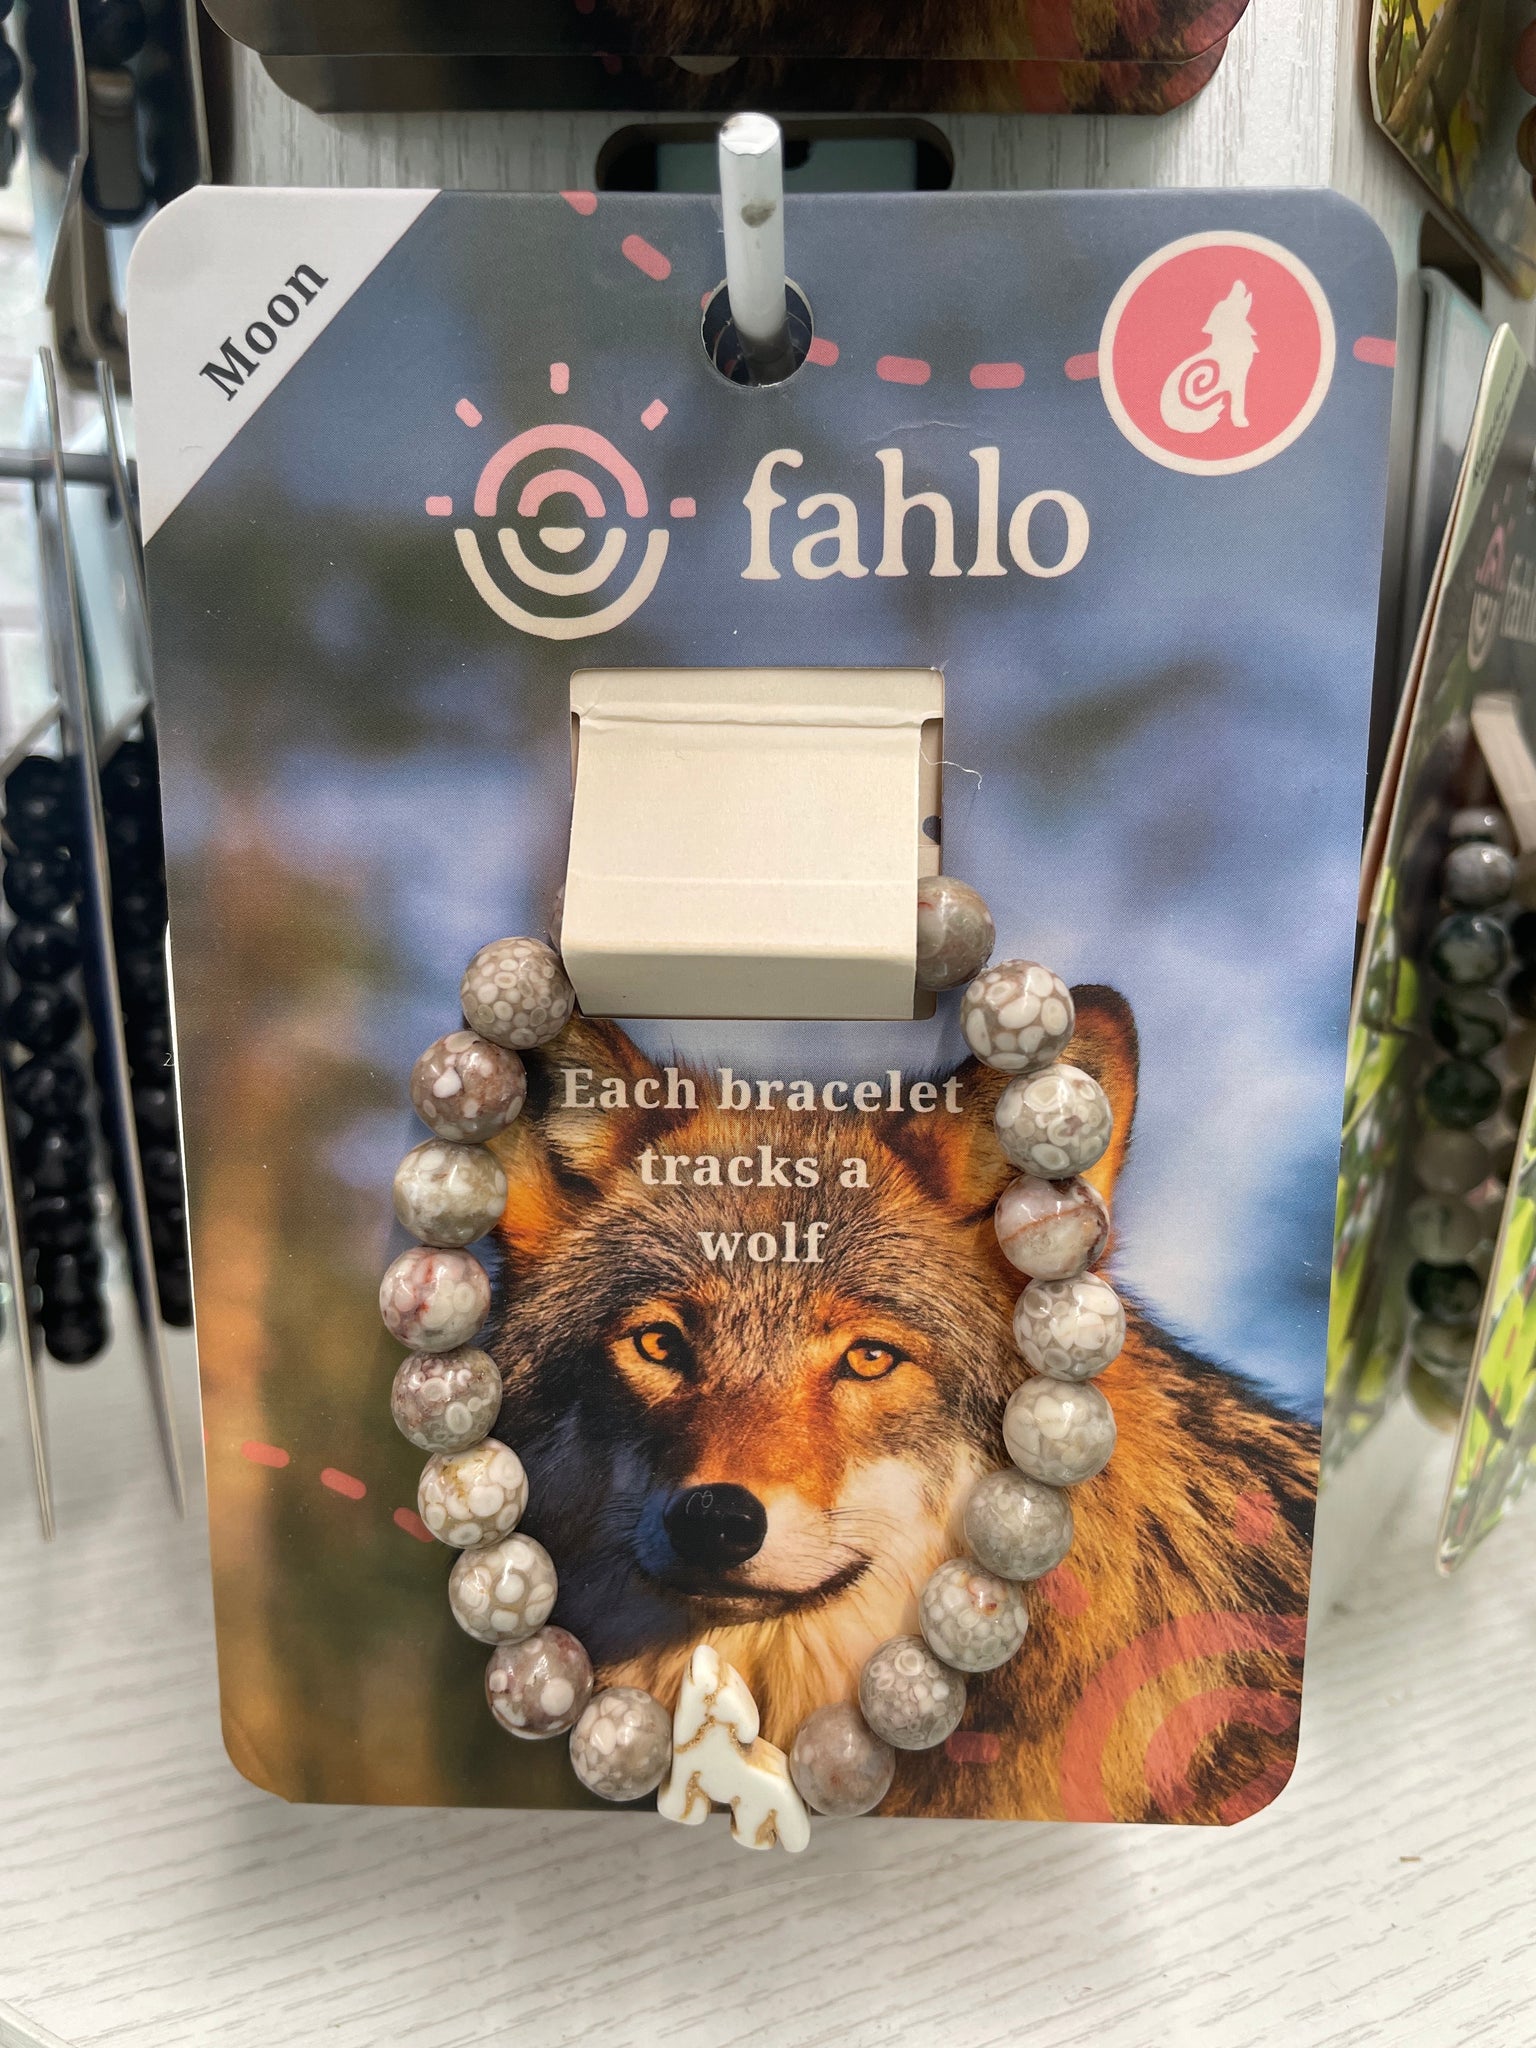 Moon
fahlo
Each bracelet
tracks a
wolf